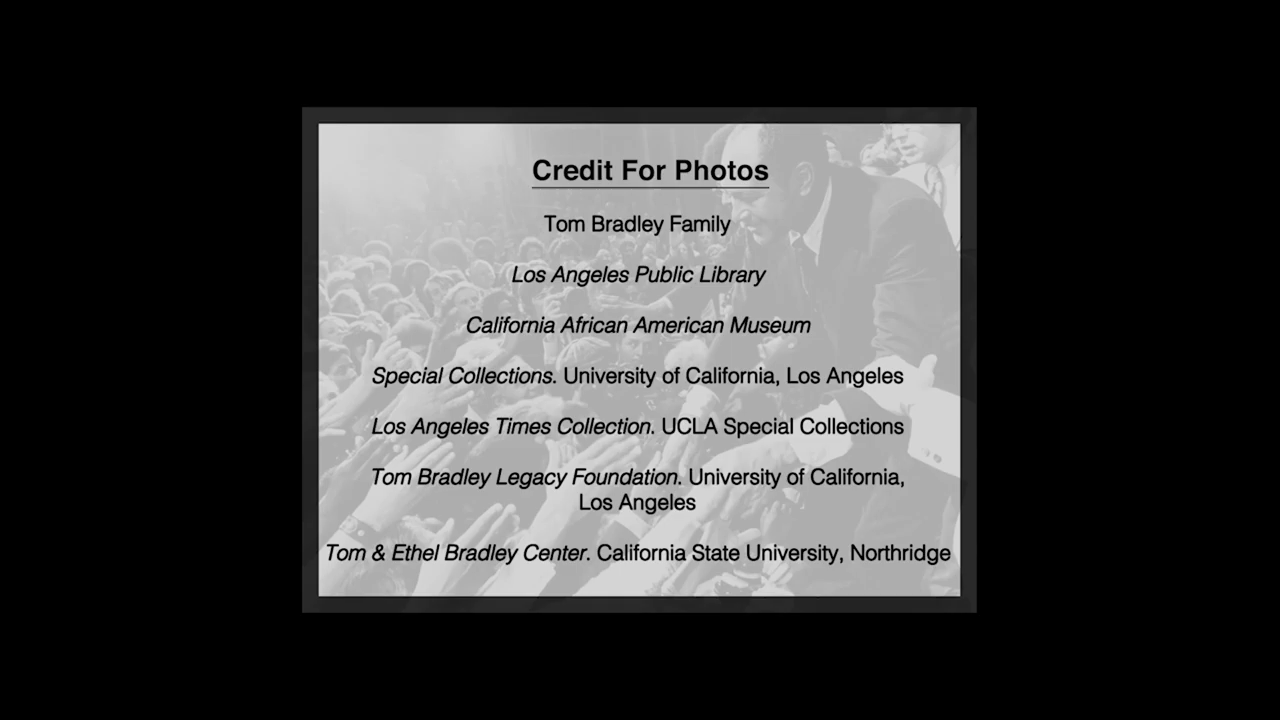 Credit For Photos
Tom Bradley Family
Los Angeles Public Library
California African American Museum
Special Collections. University of California, Los Angeles
Los Angeles Times Collection. UCLA Special Collections
Tom Bradley Legacy Foundation. University of California,
Los Angeles
Tom & Ethel Bradley Center. California State University, Northridge